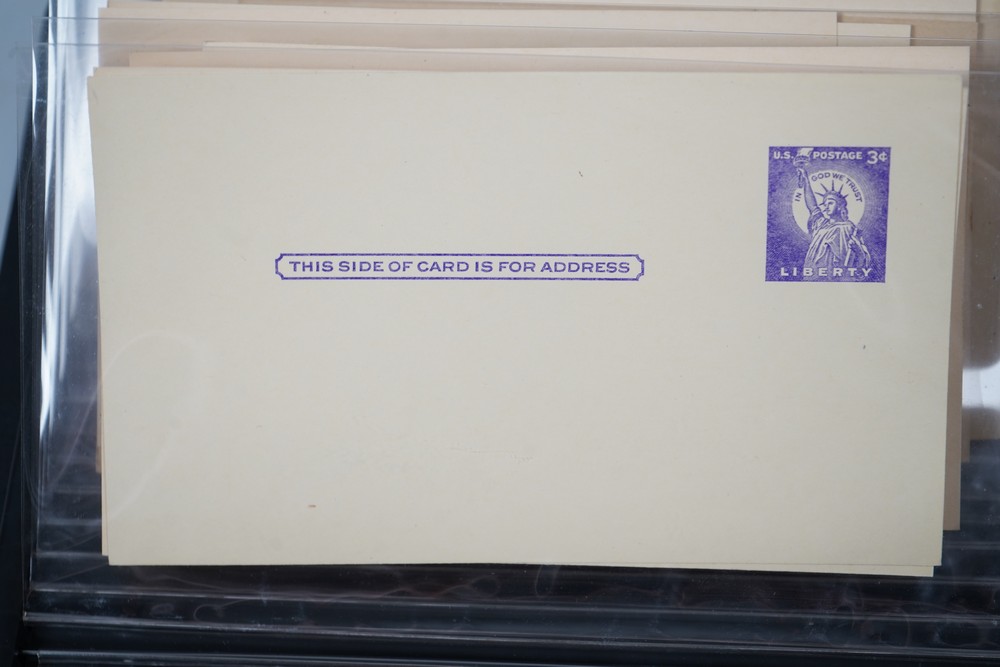 U.S. POSTAGE 3¢
IN GOD WE TRUST
THIS SIDE OF CARD IS FOR ADDRESS
LIBERTY